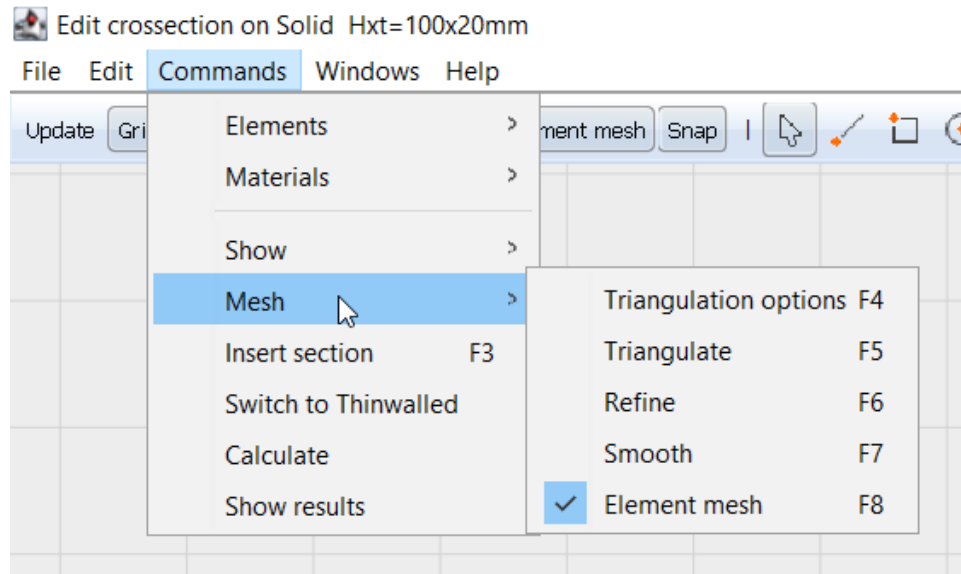 Edit crossection on Solid Hxt=100x20mm
File Edit Commands Windows Help
Update Gri ment mesh Snap
Elements
Materials
Show
Mesh
Insert section F3
Switch to Thinwalled
Calculate
Show results
Triangulation options F4
Triangulate F5
Refine F6
Smooth F7
Element mesh F8